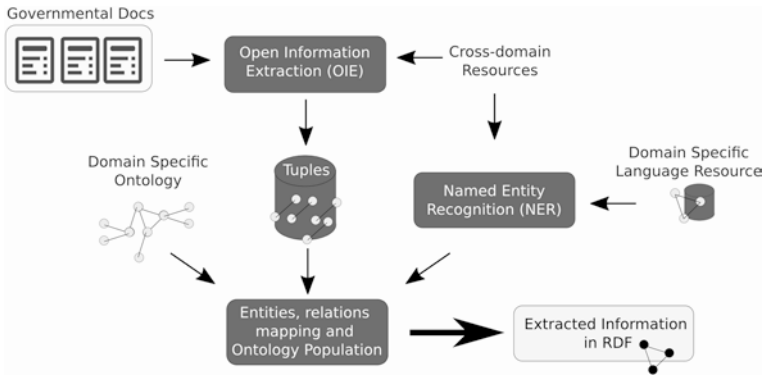 Governmental Docs
Open Information
Extraction (OIE)
Cross-domain
Resources
Domain Specific
Ontology
Tuples
Domain Specific
Language Resource
Named Entity
Recognition (NER)
Entities, relations
mapping and
Ontology Population
Extracted Information
in RDF